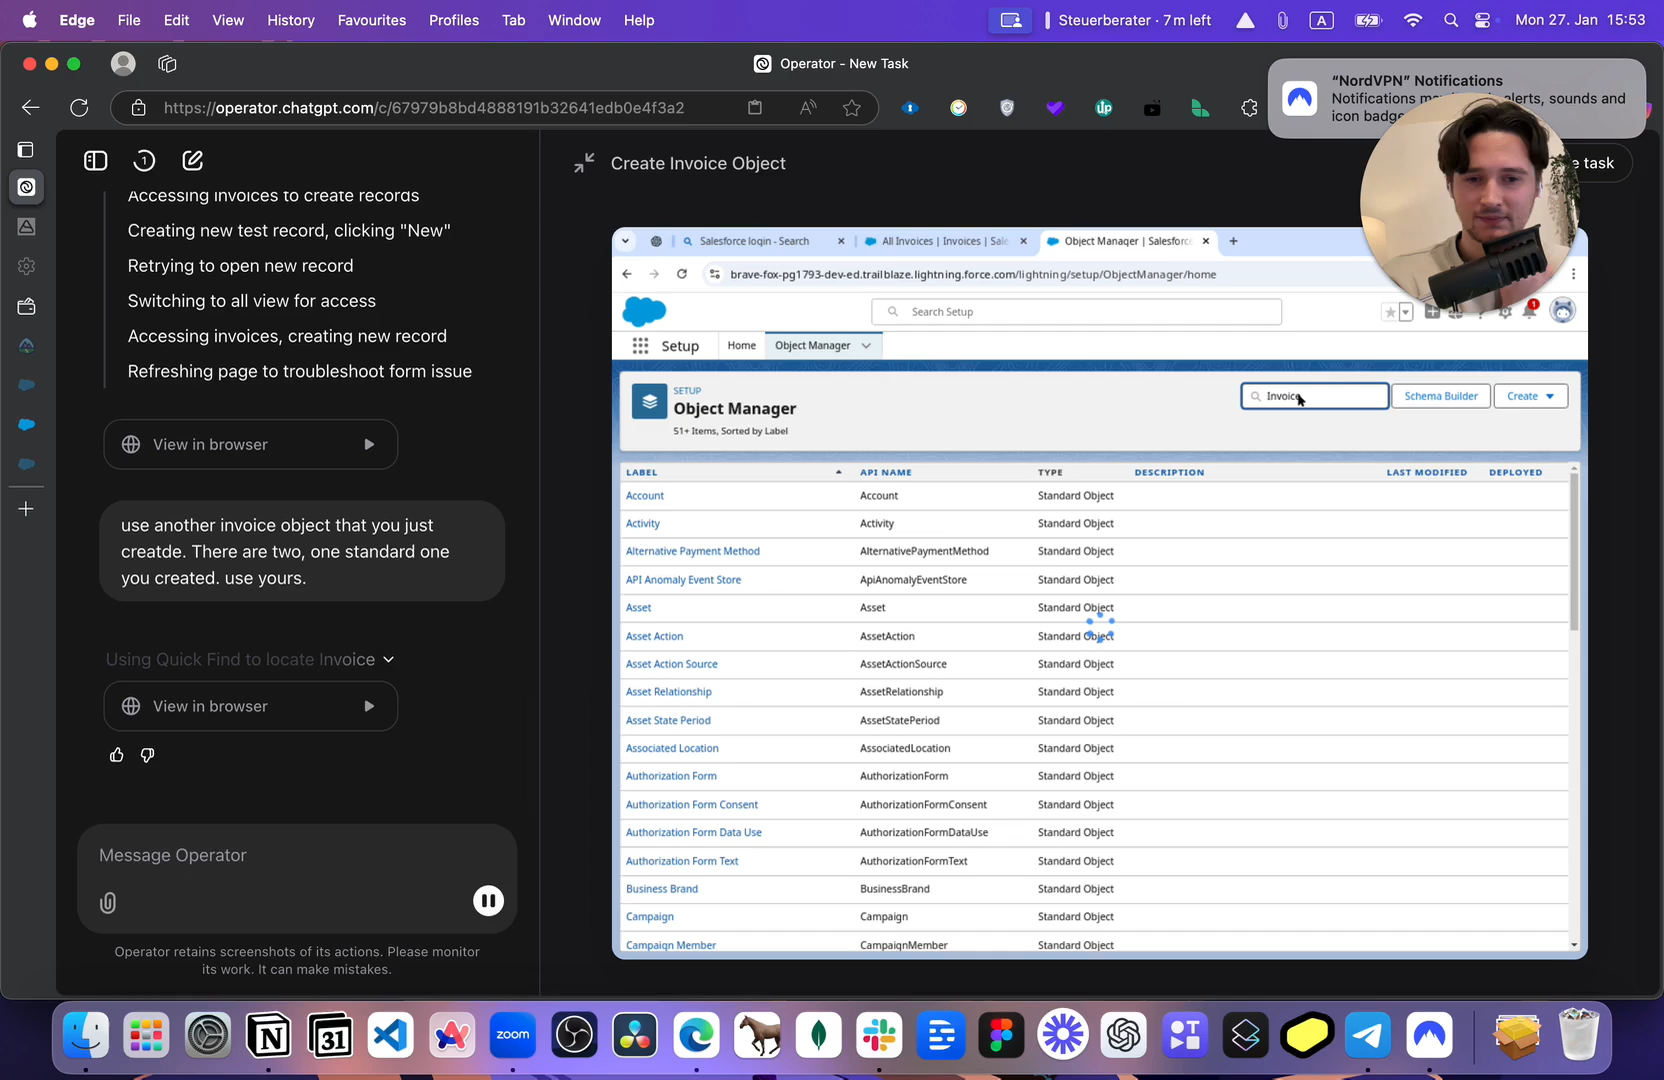 Edge File Edit View History Favourites Profiles Tab Window Help
Steuerberater · 7 m left
A
Mon 27. Jan 15:53
Operator - New Task
https://operator.chatgpt.com/c/67979b8bd4888191b32641edb0e4f3a2
up
“NordVPN” Notifications
sounds and
icon
1
Accessing invoices to create records
Creating new test record, clicking "New"
Retrying to open new record
Switching to all view for access
Accessing invoices, creating new record
Refreshing page to troubleshoot form issue
View in browser
use another invoice object that you just
creatde. There are two, one standard one
you created. use yours.
Using Quick Find to locate Invoice
View in browser
Message Operator
Operator retains screenshots of its actions. Please monitor
its work. It can make mistakes.
Create Invoice Object
task
Salesforce login - Search
All Invoices | Invoices | Sale
Object Manager | Salesforc
brave-fox-pg1793-dev-ed.trailblaze.lightning.force.com/lightning/setup/ObjectManager/home
Search Setup
1
Setup Home Object Manager
SETUP
Object Manager
51+ Items, Sorted by Label
Invoice
Schema Builder
Create
LABEL API NAME TYPE DESCRIPTION LAST MODIFIED DEPLOYED
Account Account Standard Object
Activity Activity Standard Object
Alternative Payment Method AlternativePaymentMethod Standard Object
API Anomaly Event Store ApiAnomalyEventStore Standard Object
Asset Asset Standard Object
Asset Action AssetAction Standard Object
Asset Action Source AssetActionSource Standard Object
Asset Relationship AssetRelationship Standard Object
Asset State Period AssetStatePeriod Standard Object
Associated Location AssociatedLocation Standard Object
Authorization Form AuthorizationForm Standard Object
Authorization Form Consent AuthorizationFormConsent Standard Object
Authorization Form Data Use AuthorizationFormDataUse Standard Object
Authorization Form Text AuthorizationFormText Standard Object
Business Brand BusinessBrand Standard Object
Campaign Campaign Standard Object
Campaign Member CampaignMember Standard Object
31
zoom